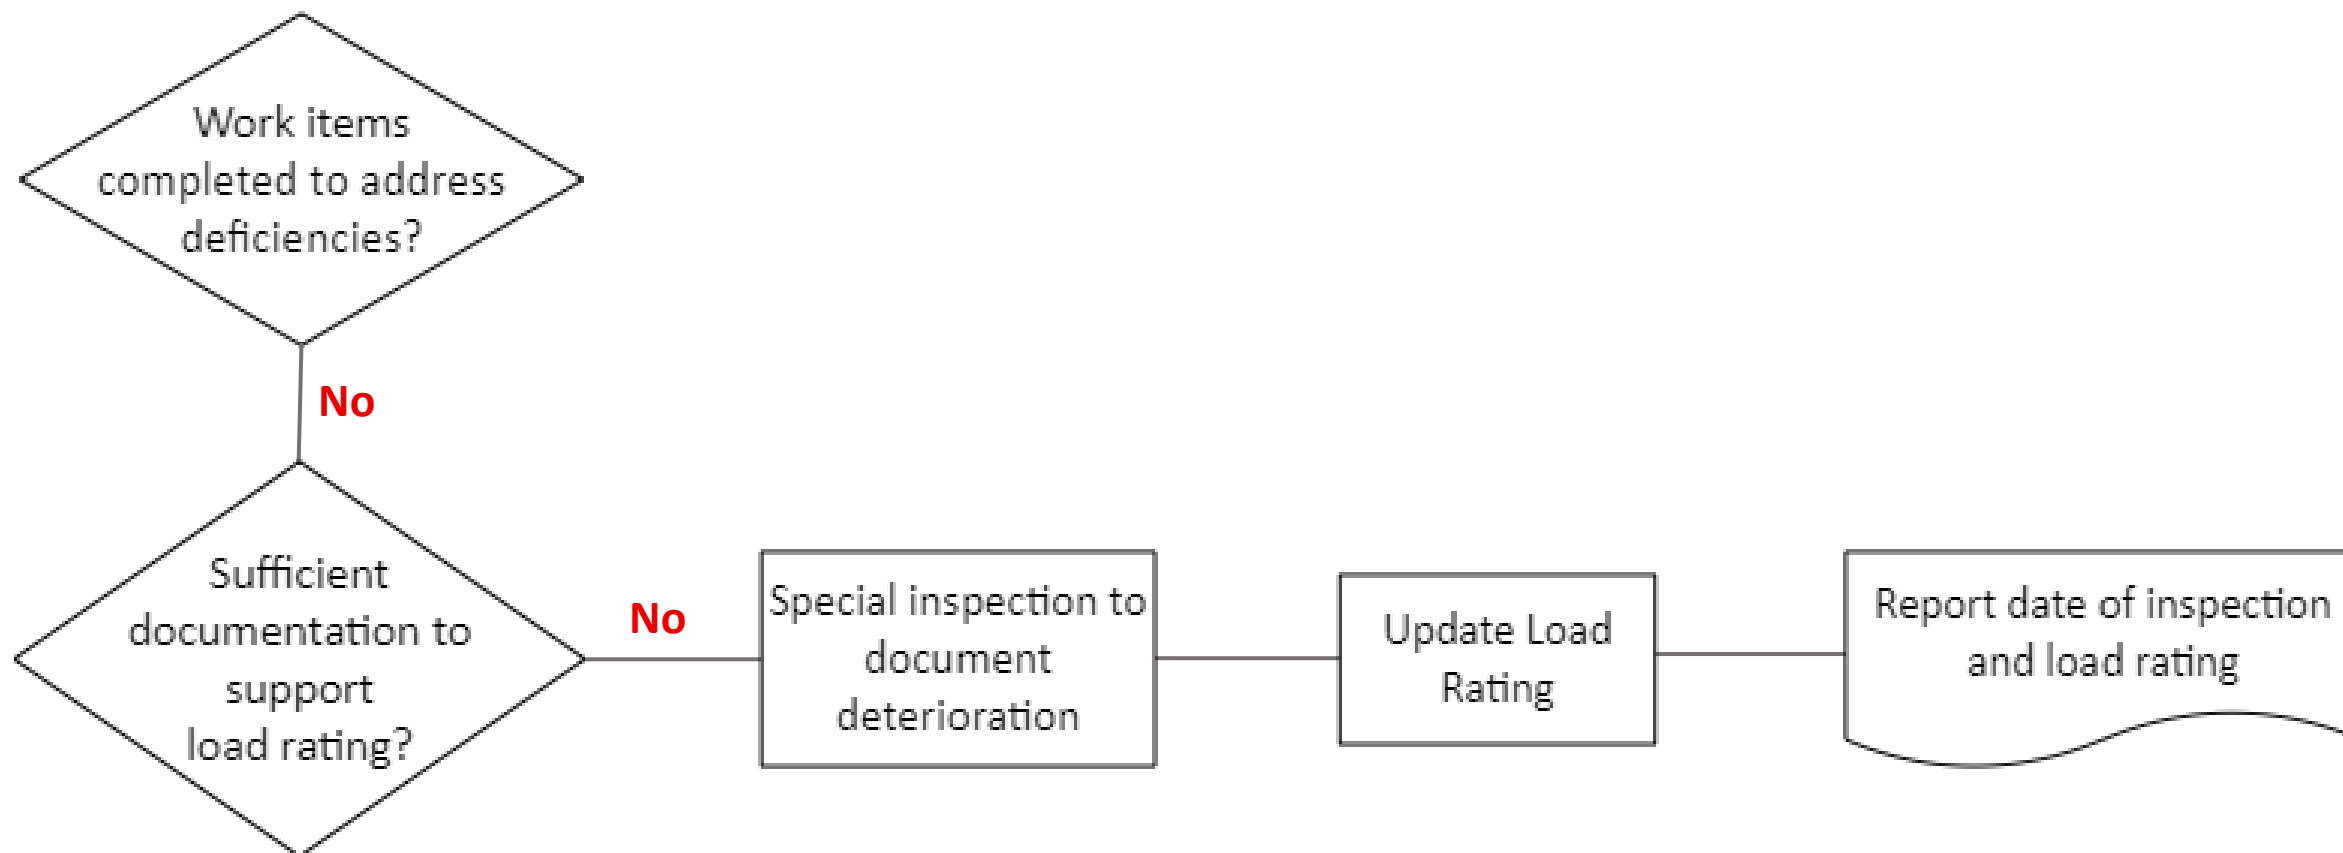 Work items
completed to address
deficiencies?
No
Sufficient
documentation to
support
load rating?
No
Special inspection to
document
deterioration
Update Load
Rating
Report date of inspection
and load rating